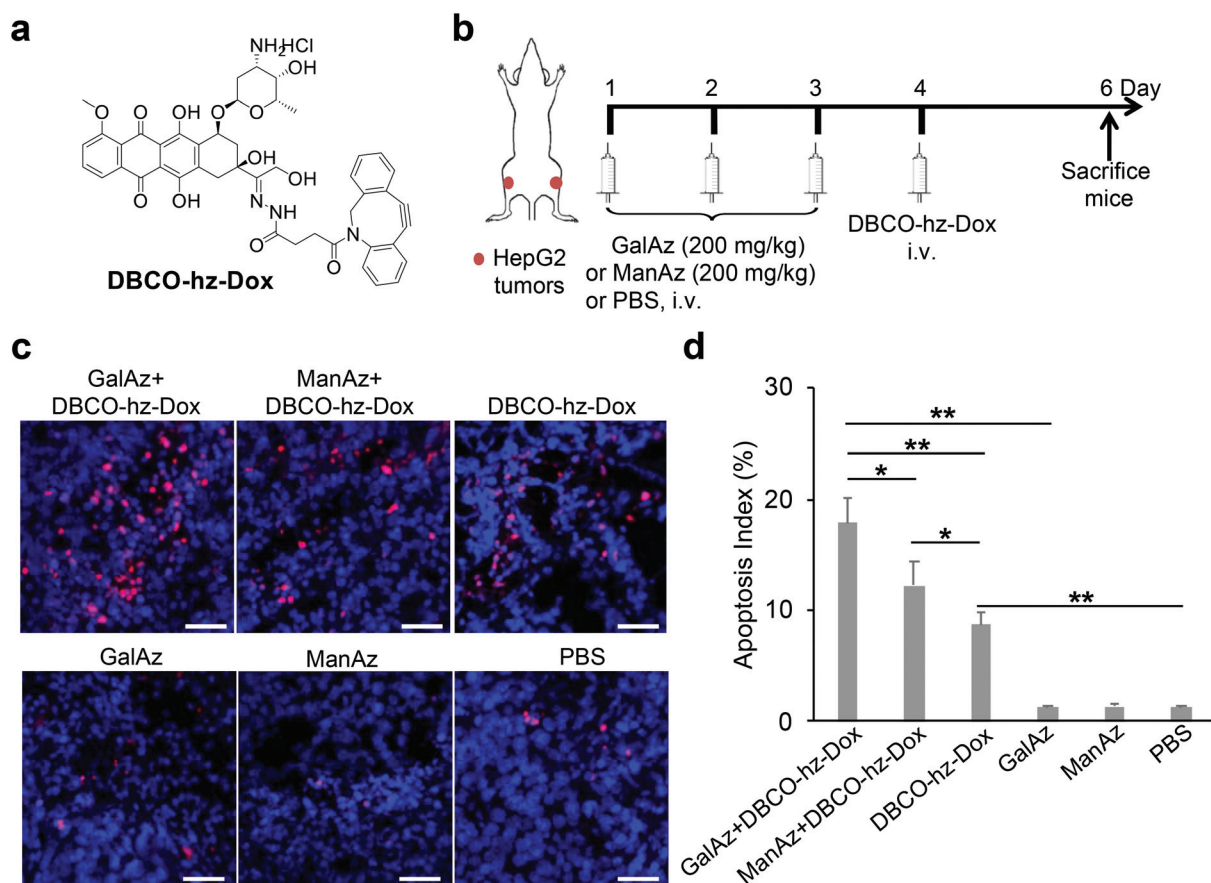 a
NH₂HCl
OH
O
O
O
O
OH
O
OH
OH
O
OH
N
NH
O
N
O
DBCO-hz-Dox
b
1 2 3 4 6 Day
Sacrifice
mice
HepG2
tumors
GalAz (200 mg/kg)
or ManAz (200 mg/kg)
or PBS, i.v.
DBCO-hz-Dox
i.v.
c
GalAz+
DBCO-hz-Dox
ManAz+
DBCO-hz-Dox
DBCO-hz-Dox
GalAz
ManAz
PBS
d
Apoptosis Index (%)
30
20
10
0
**
**
*
*
**
GalAz+DBCO-hz-Dox
ManAz+DBCO-hz-Dox
DBCO-hz-Dox
GalAz
ManAz
PBS